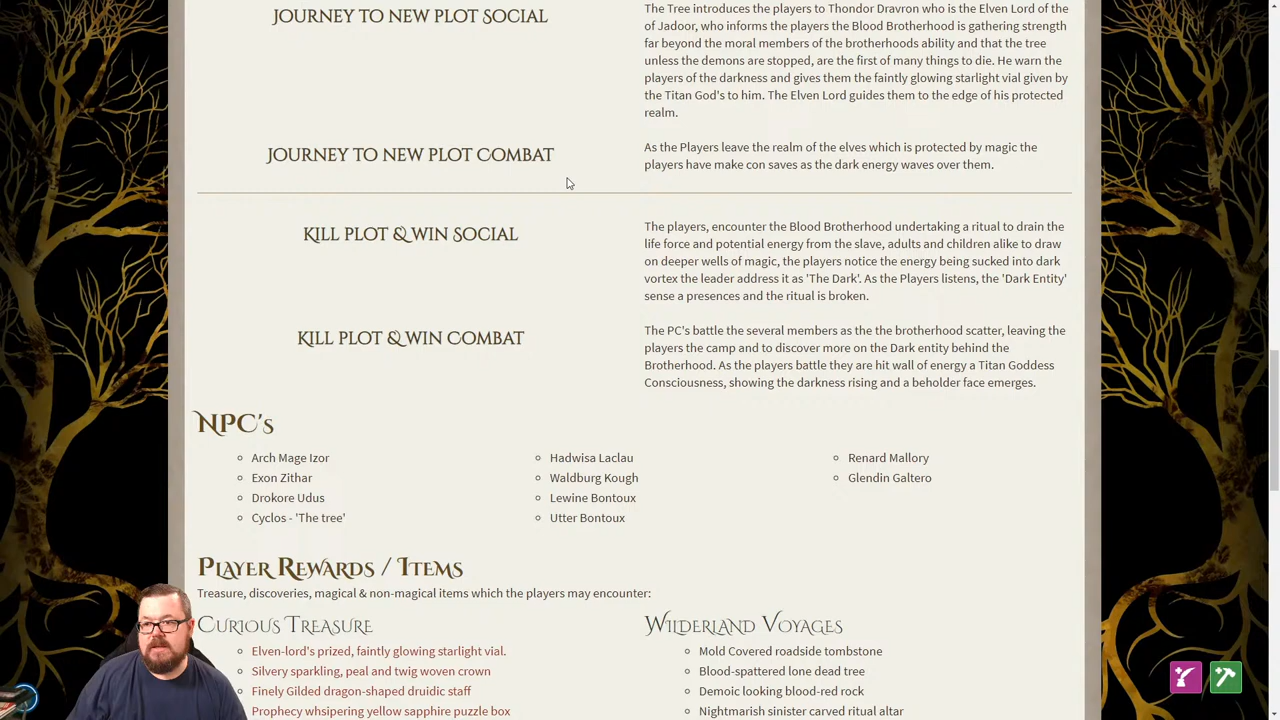 Journey to new plot Social
The Tree introduces the players to Thondor Dravron who is the Elven Lord of the
of Jadoor, who informs the players the Blood Brotherhood is gathering strength
far beyond the moral members of the brotherhoods ability and that the tree
unless the demons are stopped, are the first of many things to die. He warn the
players of the darkness and gives them the faintly glowing starlight vial given by
the Titan God's to him. The Elven Lord guides them to the edge of his protected
realm.
Journey to new plot Combat
As the Players leave the realm of the elves which is protected by magic the
players have make con saves as the dark energy waves over them.
Kill plot & win Social
The players, encounter the Blood Brotherhood undertaking a ritual to drain the
life force and potential energy from the slave, adults and children alike to draw
on deeper wells of magic, the players notice the energy being sucked into dark
vortex the leader address it as 'The Dark'. As the Players listens, the 'Dark Entity'
sense a presences and the ritual is broken.
Kill plot & win Combat
The PC's battle the several members as the the brotherhood scatter, leaving the
players the camp and to discover more on the Dark entity behind the
Brotherhood. As the players battle they are hit wall of energy a Titan Goddess
Consciousness, showing the darkness rising and a beholder face emerges.
NPC's
Arch Mage Izor
Exon Zithar
Drokore Udus
Cyclos - 'The tree'
Hadwisa Laclau
Waldburg Kough
Lewine Bontoux
Utter Bontoux
Renard Mallory
Glendin Galtero
Player Rewards / Items
Treasure, discoveries, magical & non-magical items which the players may encounter:
Curious Treasure
Elven-lord's prized, faintly glowing starlight vial.
Silvery sparkling, peal and twig woven crown
Finely Gilded dragon-shaped druidic staff
Prophecy whsipering yellow sapphire puzzle box
Wilderland Voyages
Mold Covered roadside tombstone
Blood-spattered lone dead tree
Demoic looking blood-red rock
Nightmarish sinister carved ritual altar